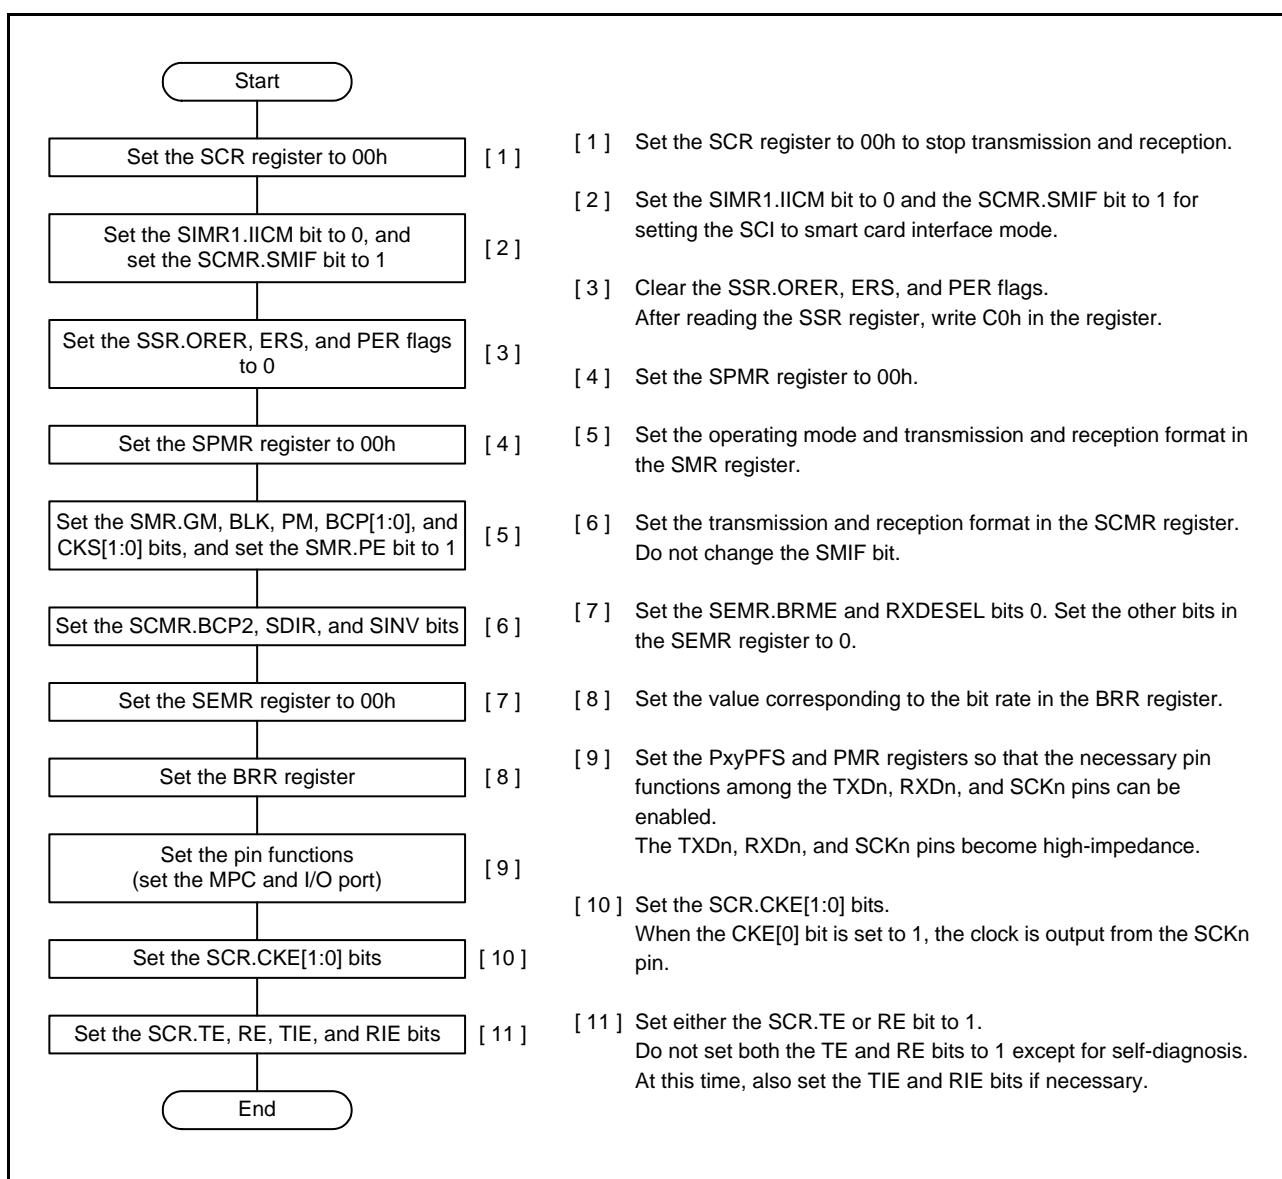 Start
Set the SCR register to 00h
[ 1 ]
Set the SIMR1.IICM bit to 0, and
set the SCMR.SMIF bit to 1
[ 2 ]
Set the SSR.ORER, ERS, and PER flags
to 0
[ 3 ]
Set the SPMR register to 00h
[ 4 ]
Set the SMR.GM, BLK, PM, BCP[1:0], and
CKS[1:0] bits, and set the SMR.PE bit to 1
[ 5 ]
Set the SCMR.BCP2, SDIR, and SINV bits
[ 6 ]
Set the SEMR register to 00h
[ 7 ]
Set the BRR register
[ 8 ]
Set the pin functions
(set the MPC and I/O port)
[ 9 ]
Set the SCR.CKE[1:0] bits
[ 10 ]
Set the SCR.TE, RE, TIE, and RIE bits
[ 11 ]
End
[ 1 ] Set the SCR register to 00h to stop transmission and reception.
[ 2 ] Set the SIMR1.IICM bit to 0 and the SCMR.SMIF bit to 1 for
setting the SCI to smart card interface mode.
[ 3 ] Clear the SSR.ORER, ERS, and PER flags.
After reading the SSR register, write C0h in the register.
[ 4 ] Set the SPMR register to 00h.
[ 5 ] Set the operating mode and transmission and reception format in
the SMR register.
[ 6 ] Set the transmission and reception format in the SCMR register.
Do not change the SMIF bit.
[ 7 ] Set the SEMR.BRME and RXDESEL bits 0. Set the other bits in
the SEMR register to 0.
[ 8 ] Set the value corresponding to the bit rate in the BRR register.
[ 9 ] Set the PxyPFS and PMR registers so that the necessary pin
functions among the TXDn, RXDn, and SCKn pins can be
enabled.
The TXDn, RXDn, and SCKn pins become high-impedance.
[ 10 ] Set the SCR.CKE[1:0] bits.
When the CKE[0] bit is set to 1, the clock is output from the SCKn
pin.
[ 11 ] Set either the SCR.TE or RE bit to 1.
Do not set both the TE and RE bits to 1 except for self-diagnosis.
At this time, also set the TIE and RIE bits if necessary.